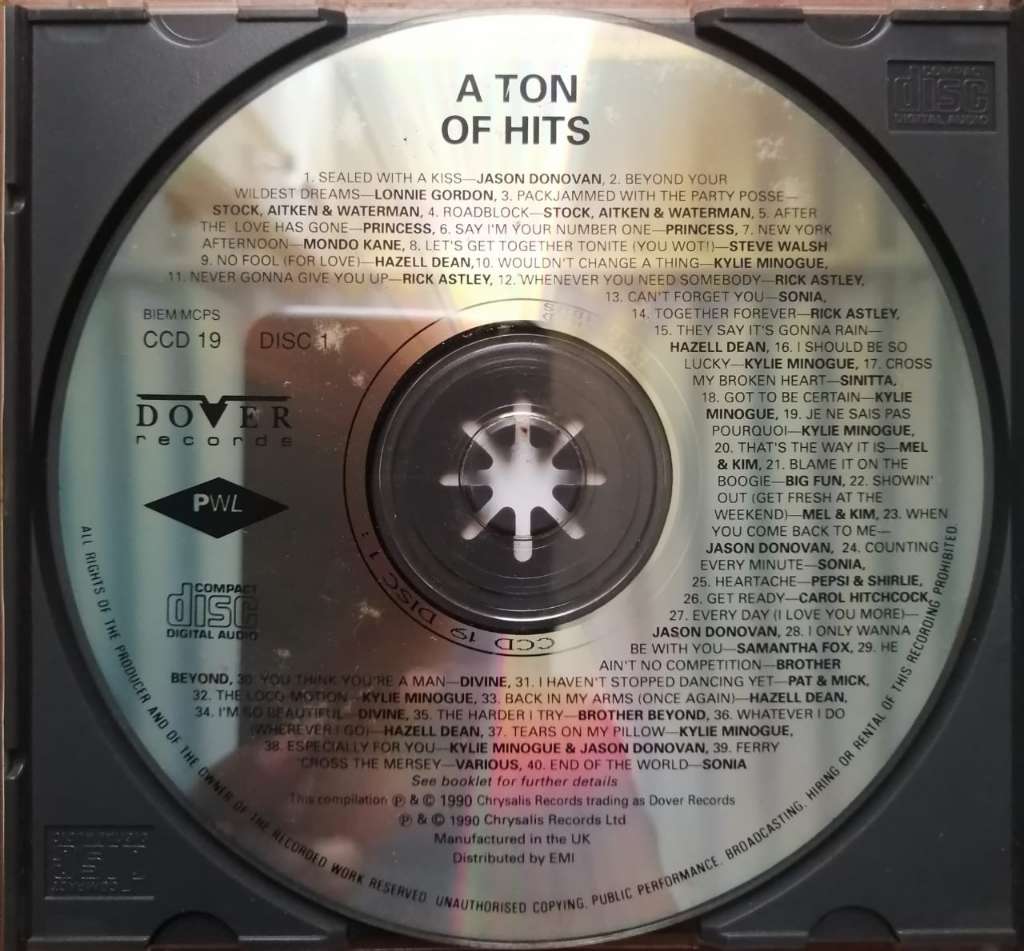 A TON
OF HITS
1. SEALED WITH A KISS—JASON DONOVAN, 2. BEYOND YOUR
WILDEST DREAMS—LONNIE GORDON, 3. PACKJAMMED WITH THE PARTY POSSE—
STOCK, AITKEN & WATERMAN, 4. ROADBLOCK—STOCK, AITKEN & WATERMAN, 5. AFTER
THE LOVE HAS GONE—PRINCESS, 6. SAY I'M YOUR NUMBER ONE—PRINCESS, 7. NEW YORK
AFTERNOON—MONDO KANE, 8. LET'S GET TOGETHER TONITE (YOU WOT!)—STEVE WALSH
9. NO FOOL (FOR LOVE)—HAZELL DEAN,10. WOULDN'T CHANGE A THING—KYLIE MINOGUE,
11. NEVER GONNA GIVE YOU UP—RICK ASTLEY, 12. WHENEVER YOU NEED SOMEBODY—RICK ASTLEY,
13. CAN'T FORGET YOU—SONIA,
14. TOGETHER FOREVER—RICK ASTLEY,
15. THEY SAY IT'S GONNA RAIN—
HAZELL DEAN, 16. I SHOULD BE SO
LUCKY—KYLIE MINOGUE, 17. CROSS
MY BROKEN HEART—SINITTA,
18. GOT TO BE CERTAIN—KYLIE
MINOGUE, 19. JE NE SAIS PAS
POURQUOI—KYLIE MINOGUE,
20. THAT'S THE WAY IT IS—MEL
& KIM, 21. BLAME IT ON THE
BOOGIE—BIG FUN, 22. SHOWIN'
OUT (GET FRESH AT THE
WEEKEND)—MEL & KIM, 23. WHEN
YOU COME BACK TO ME—
JASON DONOVAN, 24. COUNTING
EVERY MINUTE—SONIA,
25. HEARTACHE—PEPSI & SHIRLIE,
26. GET READY—CAROL HITCHCOCK,
27. EVERY DAY (I LOVE YOU MORE)—
JASON DONOVAN, 28. I ONLY WANNA
BE WITH YOU—SAMANTHA FOX, 29. HE
AIN'T NO COMPETITION—BROTHER
BEYOND, 30. YOU THINK YOU'RE A MAN—DIVINE, 31. I HAVEN'T STOPPED DANCING YET—PAT & MICK,
32. THE LOCO-MOTION—KYLIE MINOGUE, 33. BACK IN MY ARMS (ONCE AGAIN)—HAZELL DEAN,
34. I'M SO BEAUTIFUL—DIVINE, 35. THE HARDER I TRY—BROTHER BEYOND, 36. WHATEVER I DO
(WHEREVER I GO)—HAZELL DEAN, 37. TEARS ON MY PILLOW—KYLIE MINOGUE,
38. ESPECIALLY FOR YOU—KYLIE MINOGUE & JASON DONOVAN, 39. FERRY
'CROSS THE MERSEY—VARIOUS, 40. END OF THE WORLD—SONIA
See booklet for further details
This compilation ℗ & © 1990 Chrysalis Records trading as Dover Records
℗ & © 1990 Chrysalis Records Ltd
Manufactured in the UK
Distributed by EMI
BIEM/MCPS
CCD 19 DISC 1
DOVER
records
PWL
COMPACT
disc
DIGITAL AUDIO
ALL RIGHTS OF THE PRODUCER AND OF THE OWNER OF THE RECORDED WORK RESERVED. UNAUTHORISED COPYING, PUBLIC PERFORMANCE, BROADCASTING, HIRING OR RENTAL OF THIS RECORDING PROHIBITED
CCD 19 DISC 1 :
COMPACT
disc
DIGITAL AUDIO